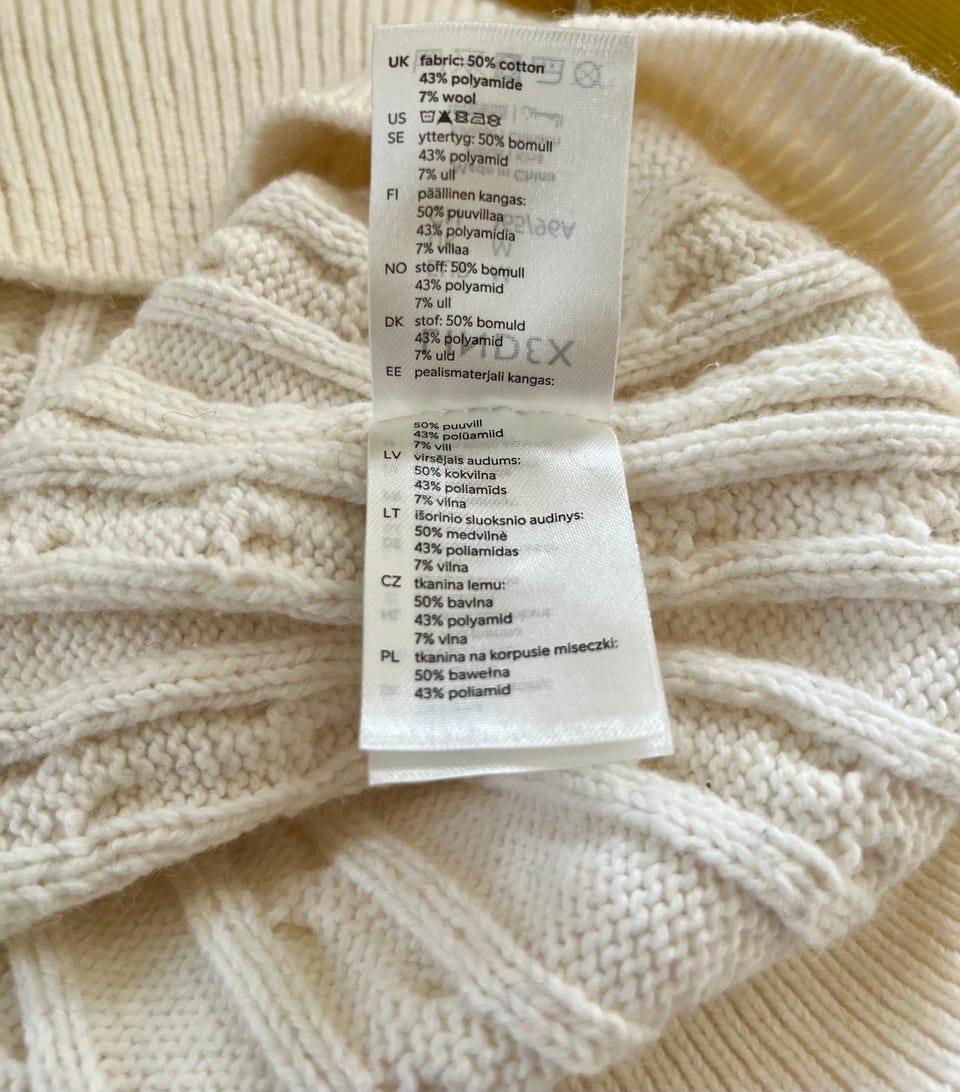 UK fabric: 50% cotton
43% polyamide
7% wool
US
SE yttertyg: 50% bomull
43% polyamid
7% ull
FI päällinen kangas:
50% puuvillaa
43% polyamidia
7% villaa
NO stoff: 50% bomull
43% polyamid
7% ull
DK stof: 50% bomuld
43% polyamid
7% uld
EE pealismaterjali kangas:
50% puuvill
43% polüamiid
7% vill
LV virsējais audums:
50% kokvilna
43% poliamīds
7% vilna
LT išorinio sluoksnio audinys:
50% medvilnė
43% poliamidas
7% vilna
CZ tkanina lemu:
50% bavlna
43% polyamid
7% vlna
PL tkanina na korpusie miseczki:
50% bawełna
43% poliamid